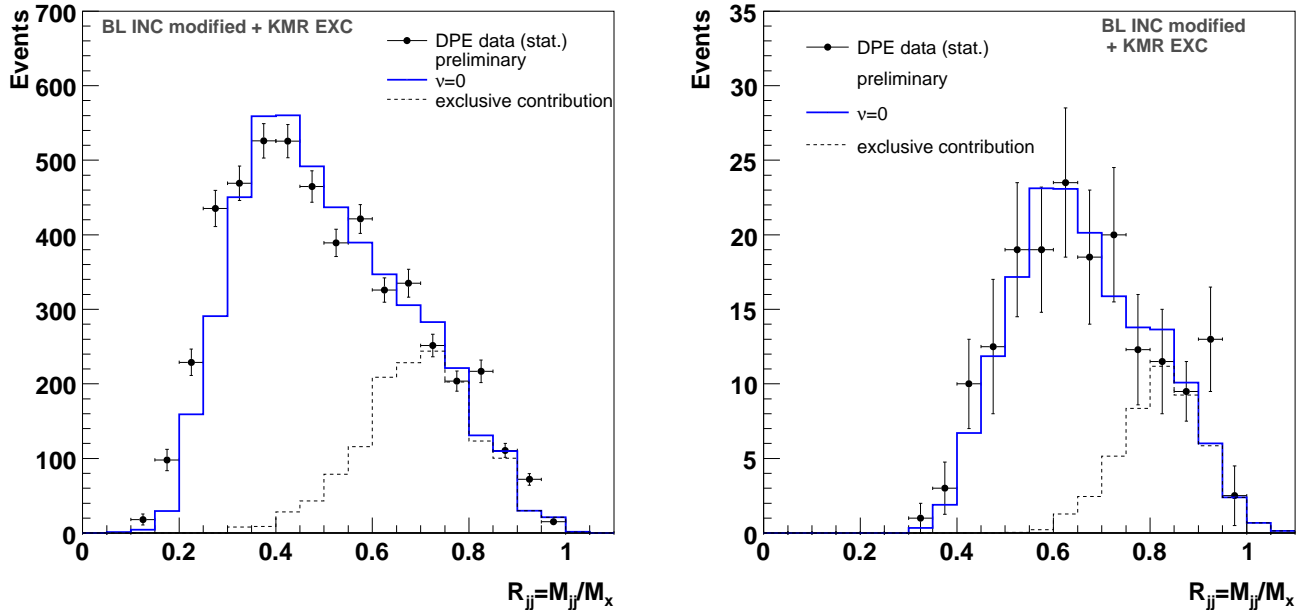 BL INC modified + KMR EXC
DPE data (stat.)
preliminary
ν=0
exclusive contribution
Events
700
600
500
400
300
200
100
0
0 0.2 0.4 0.6 0.8 1
R_jj=M_jj/M_x
BL INC modified
+ KMR EXC
DPE data (stat.)
preliminary
ν=0
exclusive contribution
Events
35
30
25
20
15
10
5
0
0 0.2 0.4 0.6 0.8 1
R_jj=M_jj/M_x